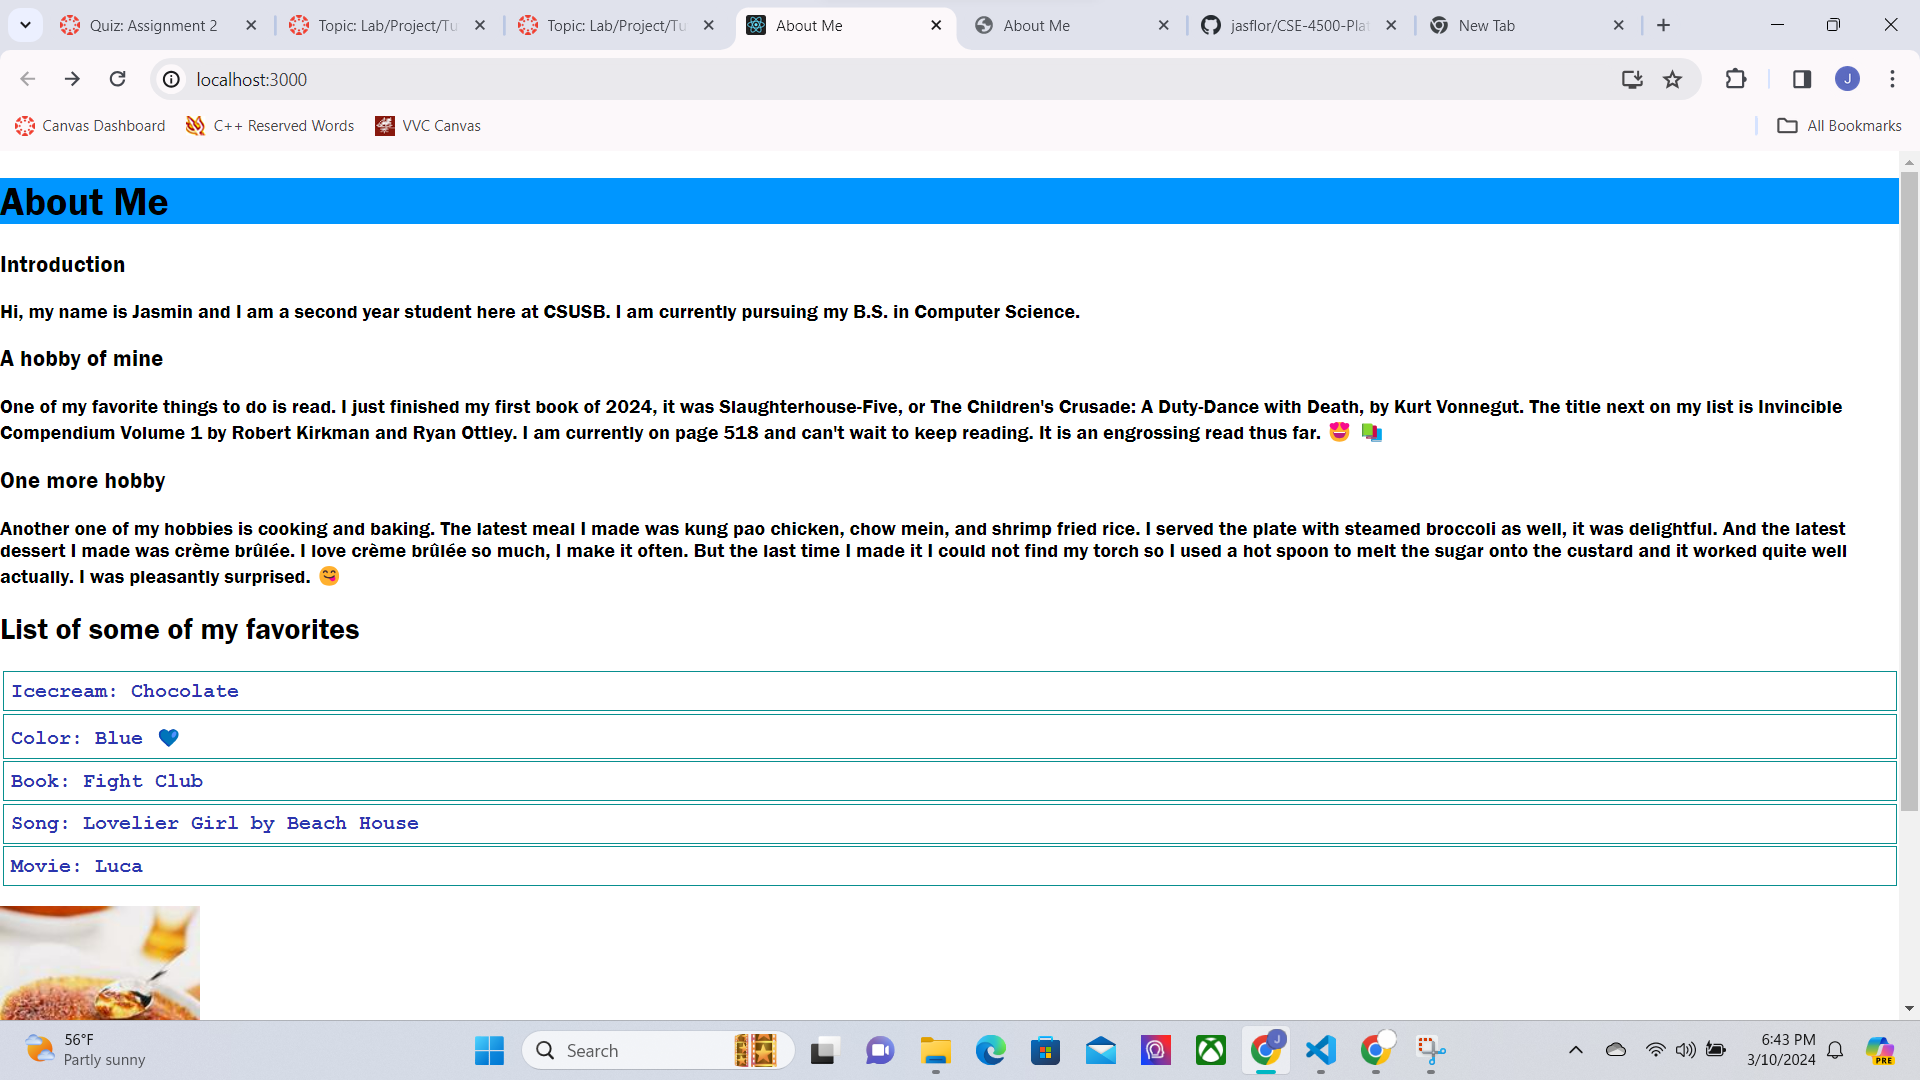 Quiz: Assignment 2
Topic: Lab/Project/Tu
Topic: Lab/Project/Tu
About Me
About Me
jasflor/CSE-4500-Plat
New Tab
localhost:3000
J
Canvas Dashboard
C++ Reserved Words
VVC Canvas
All Bookmarks
About Me
Introduction
Hi, my name is Jasmin and I am a second year student here at CSUSB. I am currently pursuing my B.S. in Computer Science.
A hobby of mine
One of my favorite things to do is read. I just finished my first book of 2024, it was Slaughterhouse-Five, or The Children's Crusade: A Duty-Dance with Death, by Kurt Vonnegut. The title next on my list is Invincible
Compendium Volume 1 by Robert Kirkman and Ryan Ottley. I am currently on page 518 and can't wait to keep reading. It is an engrossing read thus far. 😍 📚
One more hobby
Another one of my hobbies is cooking and baking. The latest meal I made was kung pao chicken, chow mein, and shrimp fried rice. I served the plate with steamed broccoli as well, it was delightful. And the latest
dessert I made was crème brûlée. I love crème brûlée so much, I make it often. But the last time I made it I could not find my torch so I used a hot spoon to melt the sugar onto the custard and it worked quite well
actually. I was pleasantly surprised. 😋
List of some of my favorites
Icecream: Chocolate
Color: Blue 💙
Book: Fight Club
Song: Lovelier Girl by Beach House
Movie: Luca
56°F
Partly sunny
Search
J
6:43 PM
3/10/2024
PRE